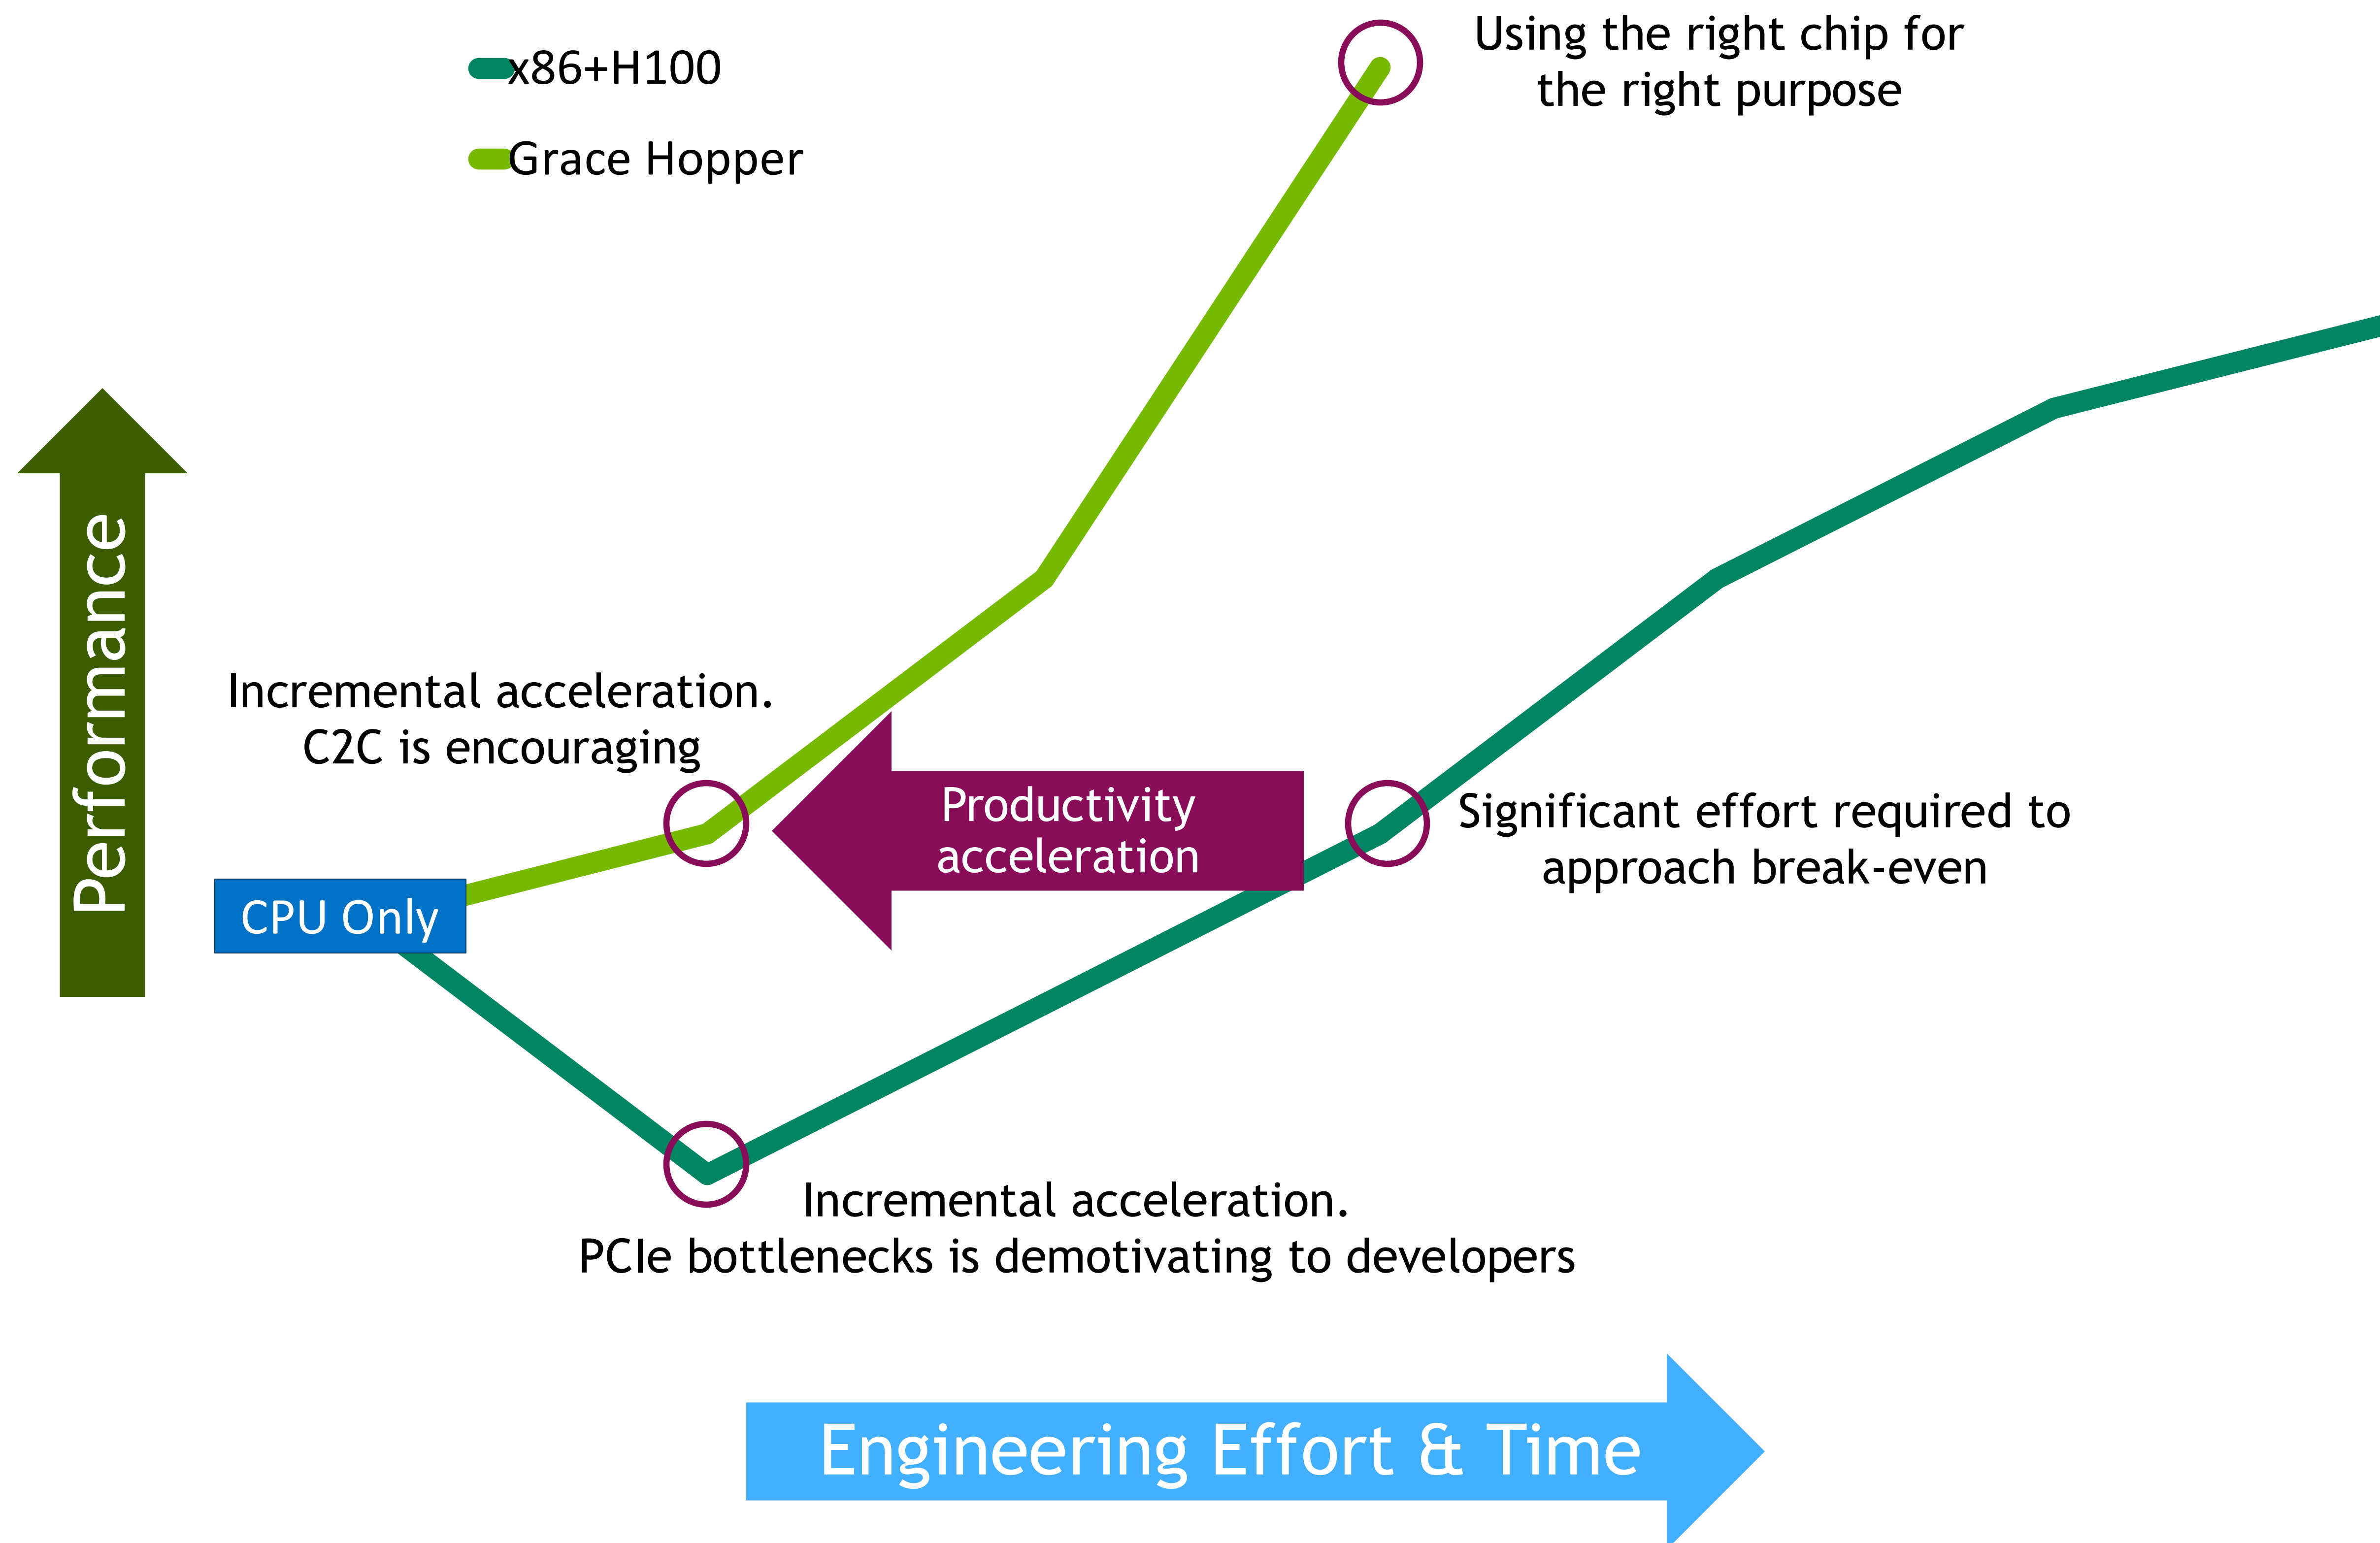 x86+H100
Grace Hopper
Using the right chip for
the right purpose
Performance
Incremental acceleration.
C2C is encouraging
Productivity
acceleration
Significant effort required to
approach break-even
CPU Only
Incremental acceleration.
PCIe bottlenecks is demotivating to developers
Engineering Effort & Time